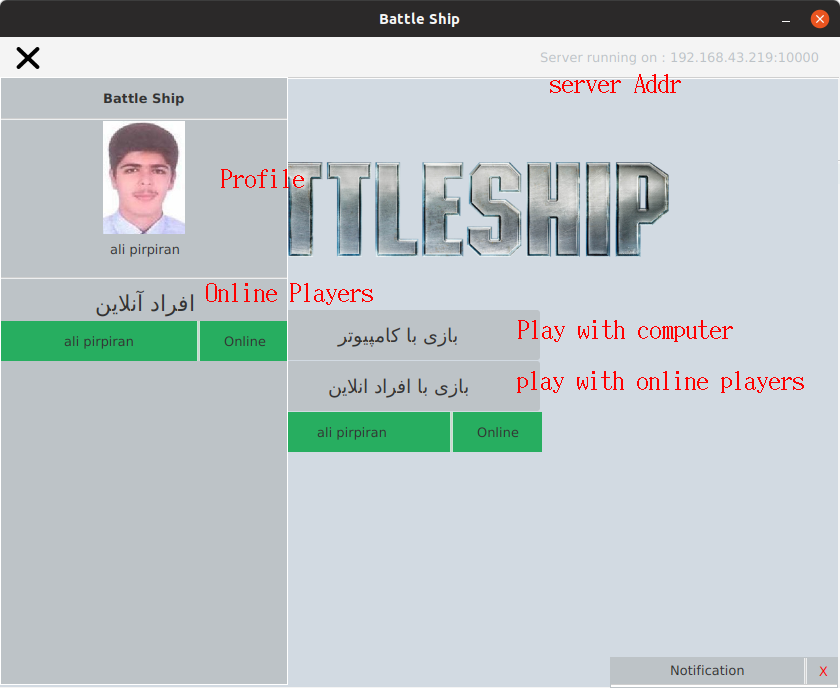 Battle Ship
Server running on : 192.168.43.219:10000
server Addr
Battle Ship
Profile
TTLESHIP
ali pirpiran
افراد آنلاین
Online Players
ali pirpiran Online
بازی با کامپیوتر
Play with computer
بازی با افراد انلاین
play with online players
ali pirpiran Online
Notification X